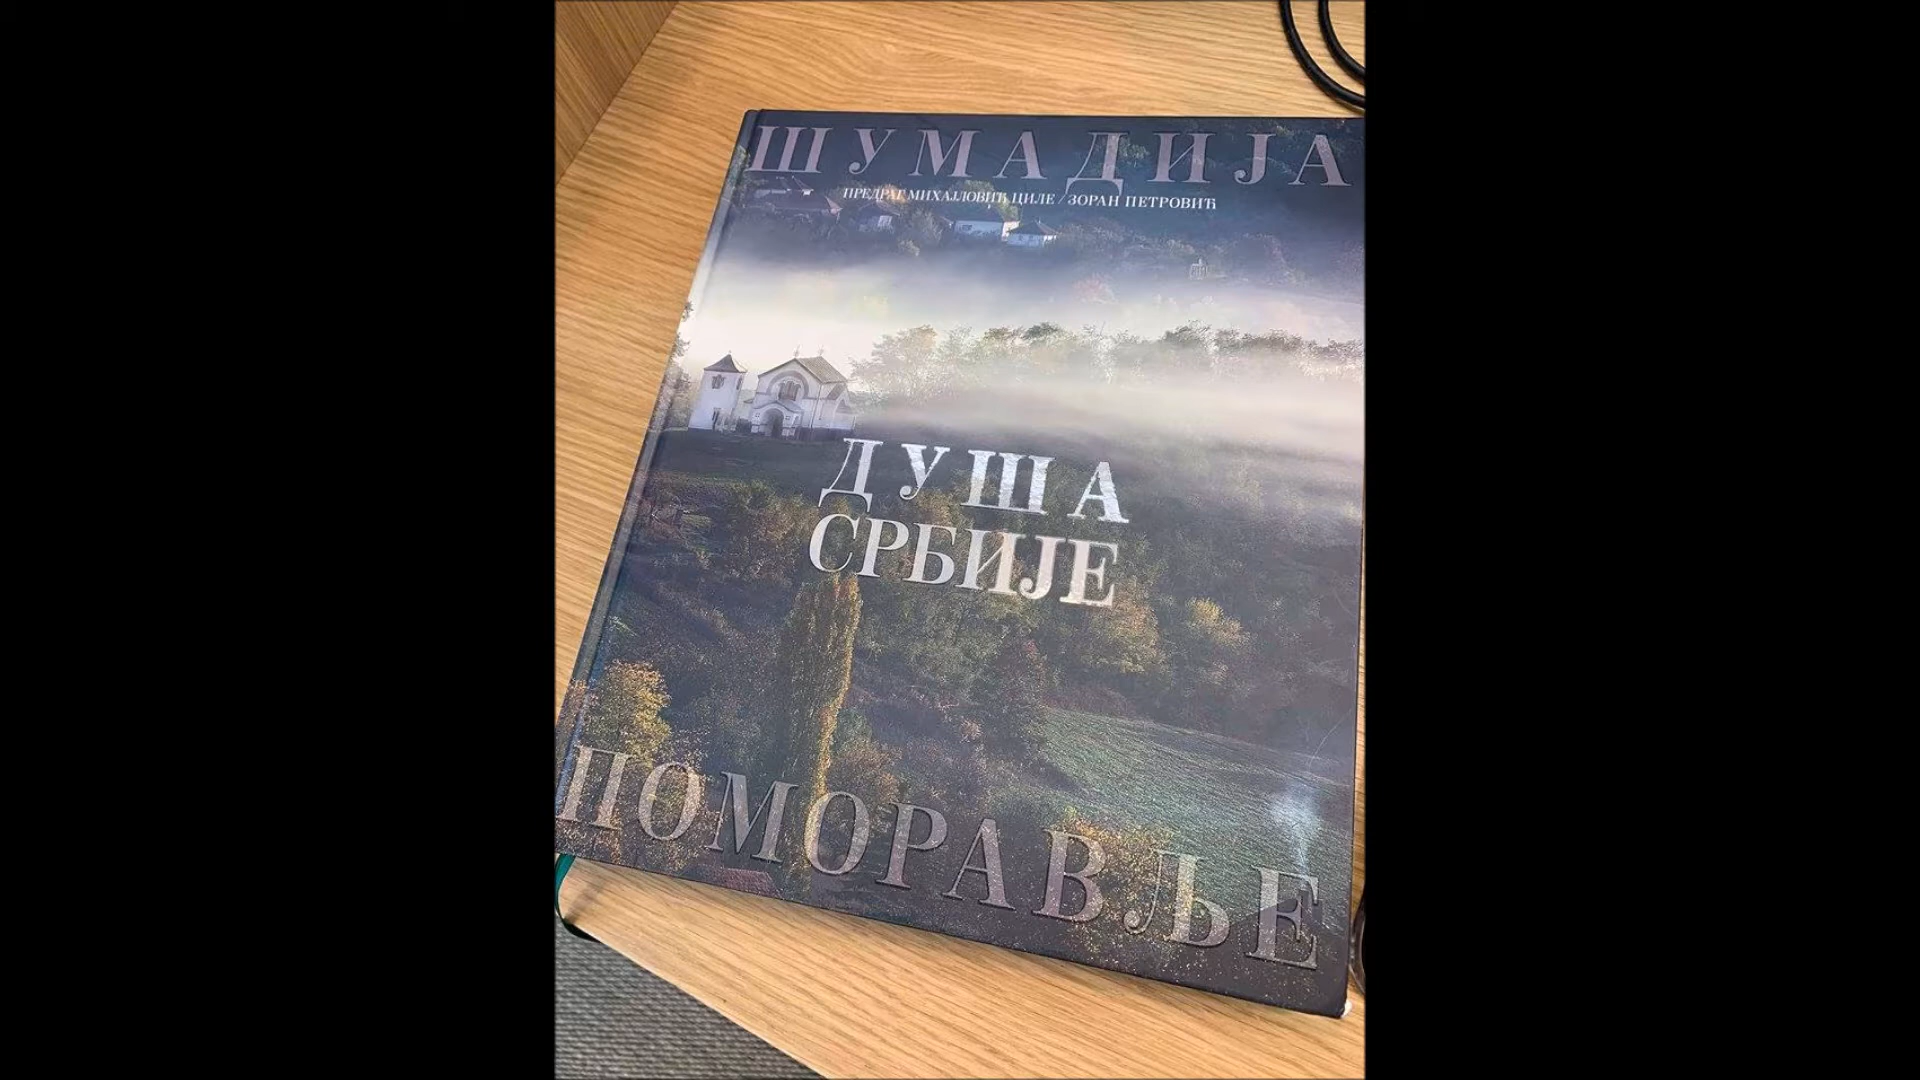 ШУМАДИЈА
ПРЕДРАГ МИХАЈЛОВИЋ ЦИЛЕ / ЗОРАН ПЕТРОВИЋ
ДУША
СРБИЈЕ
ПОМОРАВЉЕ